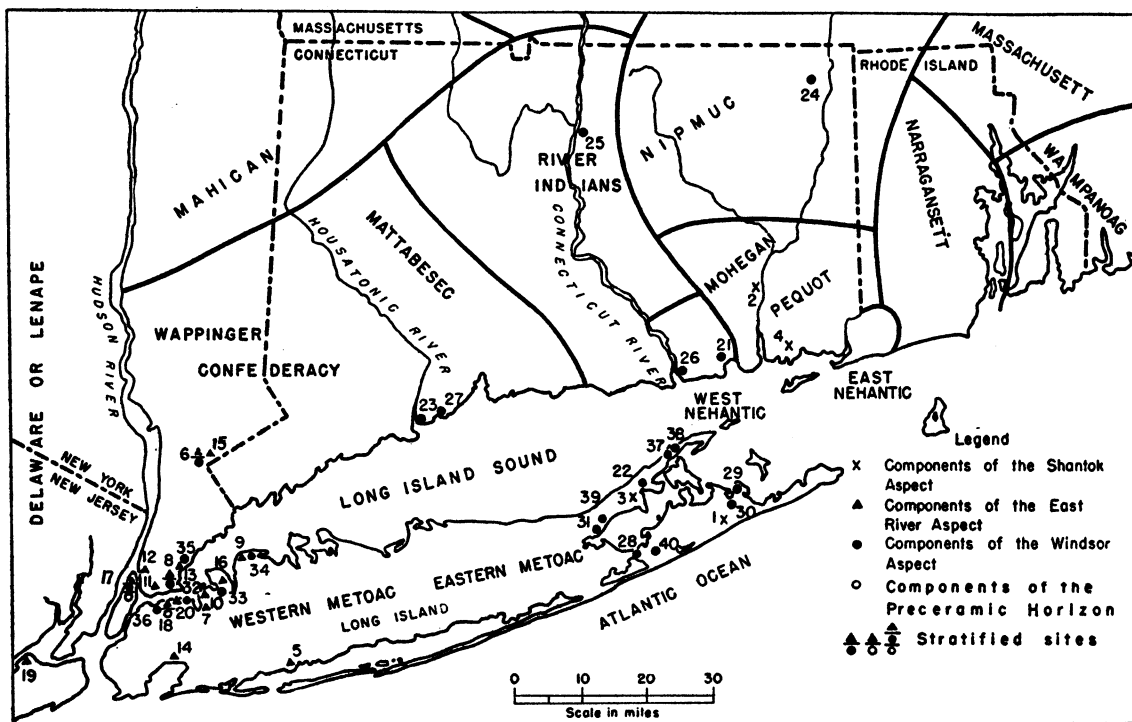 MASSACHUSETTS
CONNECTICUT
RHODE ISLAND
MASSACHUSETT
24
NIPMUC
25
RIVER
INDIANS
NARRAGANSETT
WAMPANOAG
MAHICAN
HOUSATONIC RIVER
MATTABESEC
CONNECTICUT RIVER
MOHEGAN
2
PEQUOT
4
DELAWARE OR LENAPE
HUDSON RIVER
WAPPINGER
CONFEDERACY
21
26
23
27
WEST
NEHANTIC
EAST
NEHANTIC
6
15
NEW YORK
NEW JERSEY
LONG ISLAND SOUND
38
37
22
3
29
30
1
39
31
28
40
35
12
8
9
34
17
11
13
16
32
33
10
7
20
36
18
WESTERN METOAC
EASTERN METOAC
LONG ISLAND
ATLANTIC OCEAN
14
5
19
Legend
x Components of the Shantok
Aspect
▲ Components of the East
River Aspect
● Components of the Windsor
Aspect
○ Components of the
Preceramic Horizon
Stratified sites
0 10 20 30
Scale in miles